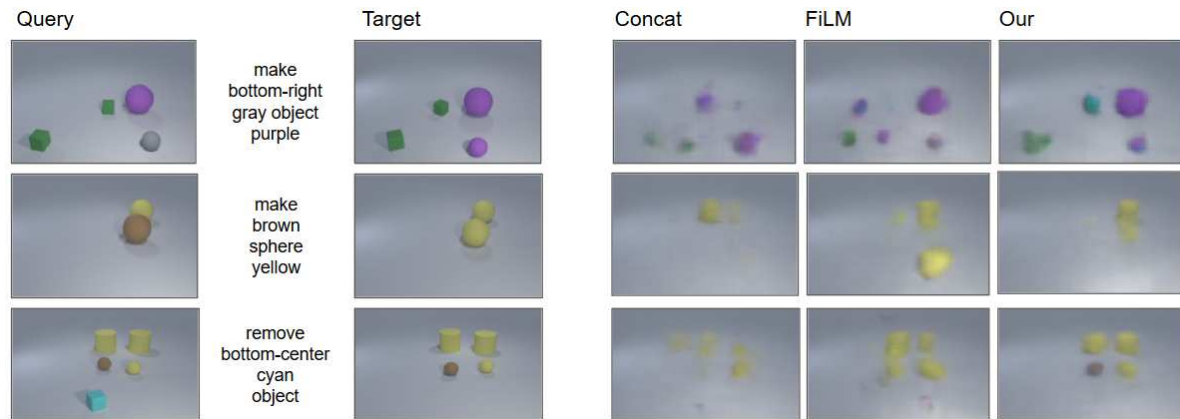 Query
Target
Concat
FiLM
Our
make
bottom-right
gray object
purple
make
brown
sphere
yellow
remove
bottom-center
cyan
object